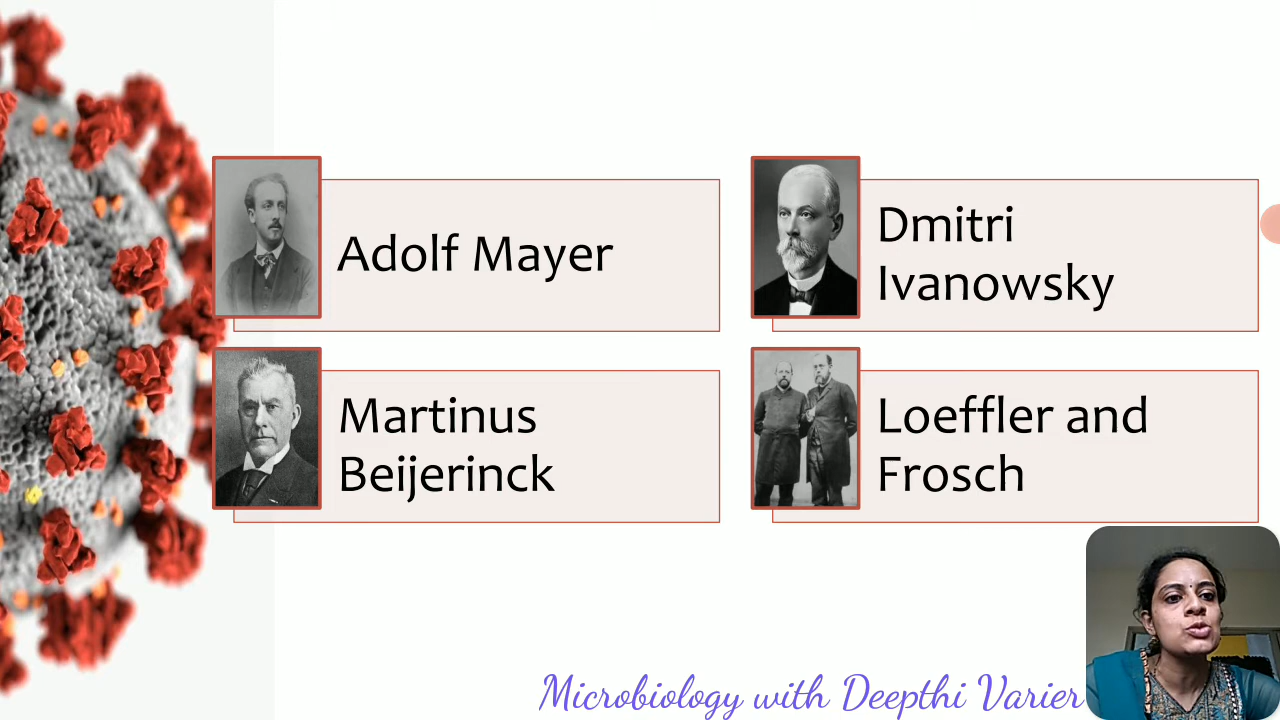 Adolf Mayer
Dmitri
Ivanowsky
Martinus
Beijerinck
Loeffler and
Frosch
Microbiology with Deepthi Varier